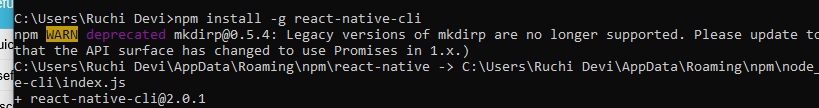 C:\Users\Ruchi Devi>npm install -g react-native-cli
npm WARN deprecated mkdirp@0.5.4: Legacy versions of mkdirp are no longer supported. Please update to
that the API surface has changed to use Promises in 1.x.)
C:\Users\Ruchi Devi\AppData\Roaming\npm\react-native -> C:\Users\Ruchi Devi\AppData\Roaming\npm\node_
e-cli\index.js
+ react-native-cli@2.0.1